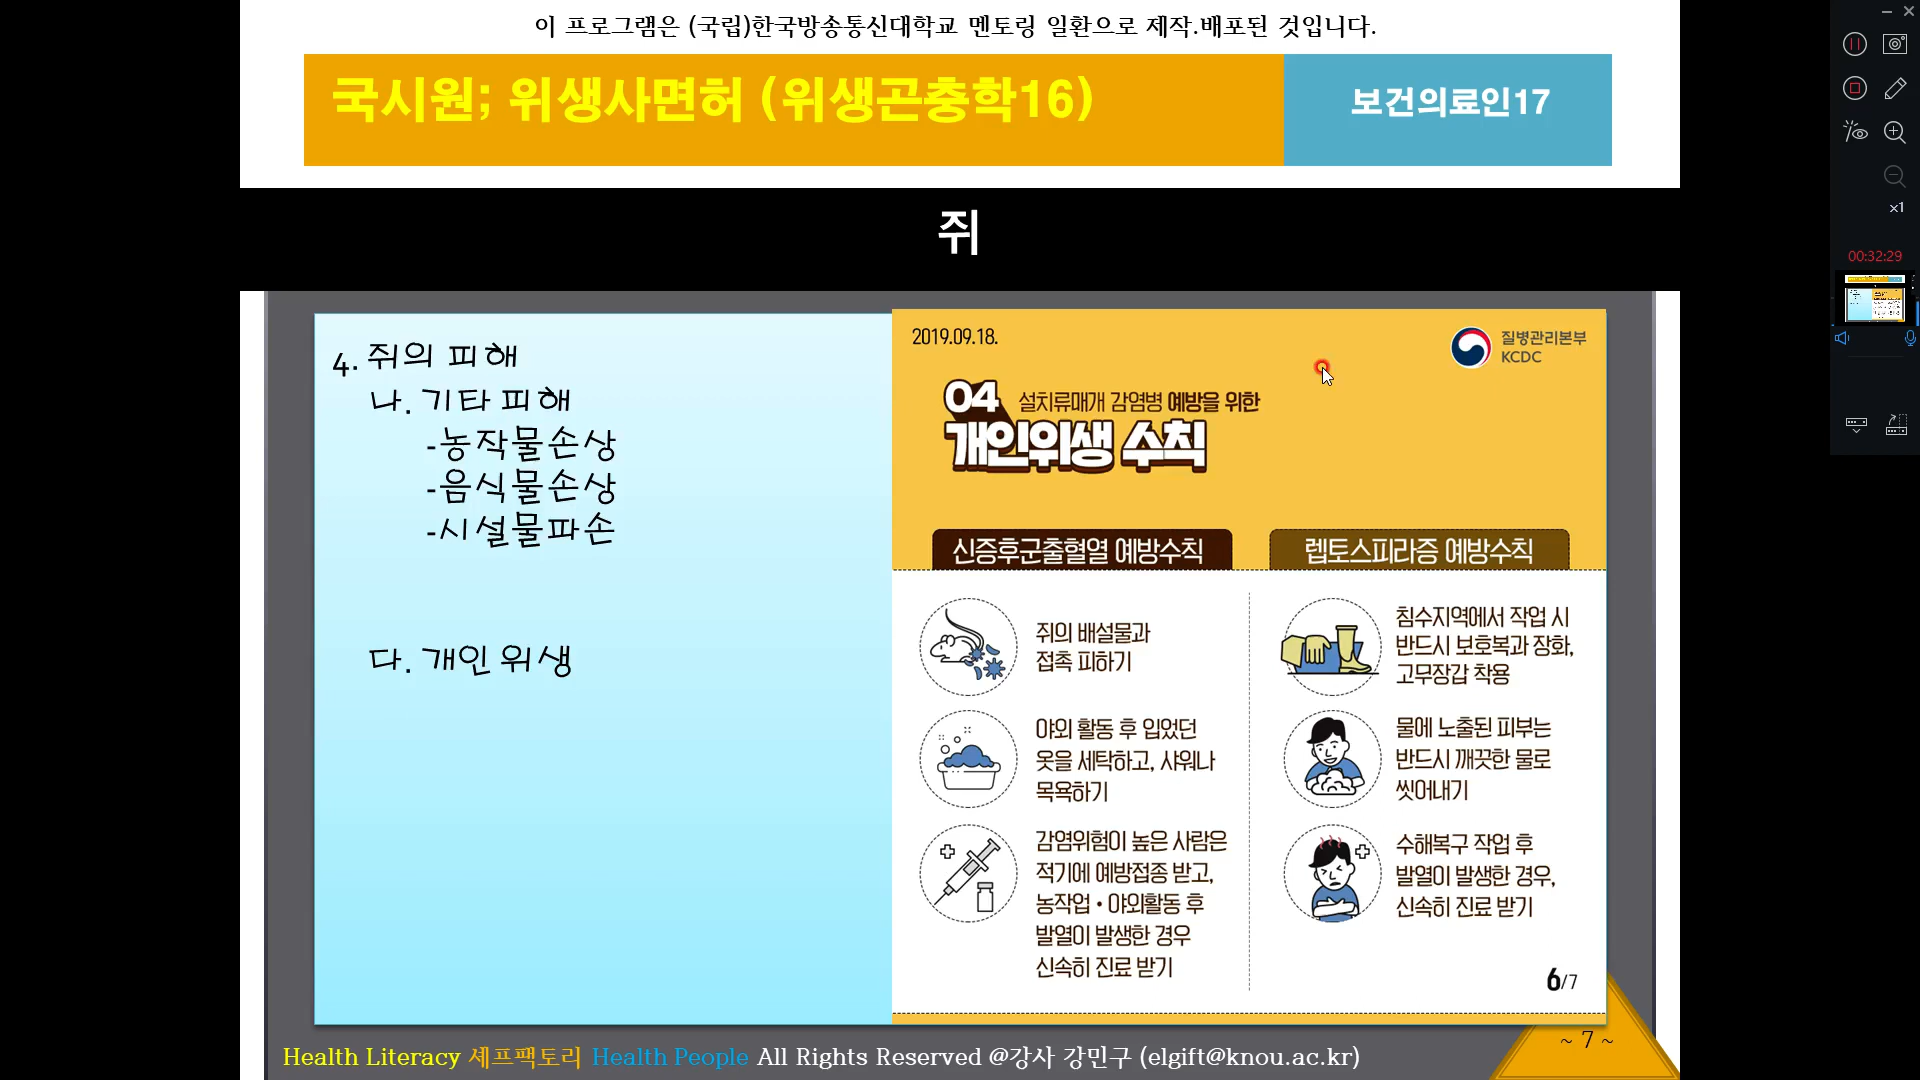 이 프로그램은 (국립)한국방송통신대학교 멘토링 일환으로 제작.배포된 것입니다.
국시원; 위생사면허 (위생곤충학16)
보건의료인17
쥐
4. 쥐의 피해
나. 기타 피해
-농작물손상
-음식물손상
-시설물파손
다. 개인 위생
2019.09.18.
질병관리본부
KCDC
04 설치류매개 감염병 예방을 위한
개인위생 수칙
신증후군출혈열 예방수칙
쥐의 배설물과
접촉 피하기
야외 활동 후 입었던
옷을 세탁하고, 샤워나
목욕하기
감염위험이 높은 사람은
적기에 예방접종 받고,
농작업・야외활동 후
발열이 발생한 경우
신속히 진료 받기
렙토스피라증 예방수칙
침수지역에서 작업 시
반드시 보호복과 장화,
고무장갑 착용
물에 노출된 피부는
반드시 깨끗한 물로
씻어내기
수해복구 작업 후
발열이 발생한 경우,
신속히 진료 받기
6/7
~ 7 ~
Health Literacy 셰프팩토리 Health People All Rights Reserved @강사 강민구 (elgift@knou.ac.kr)
x1
00:32:29